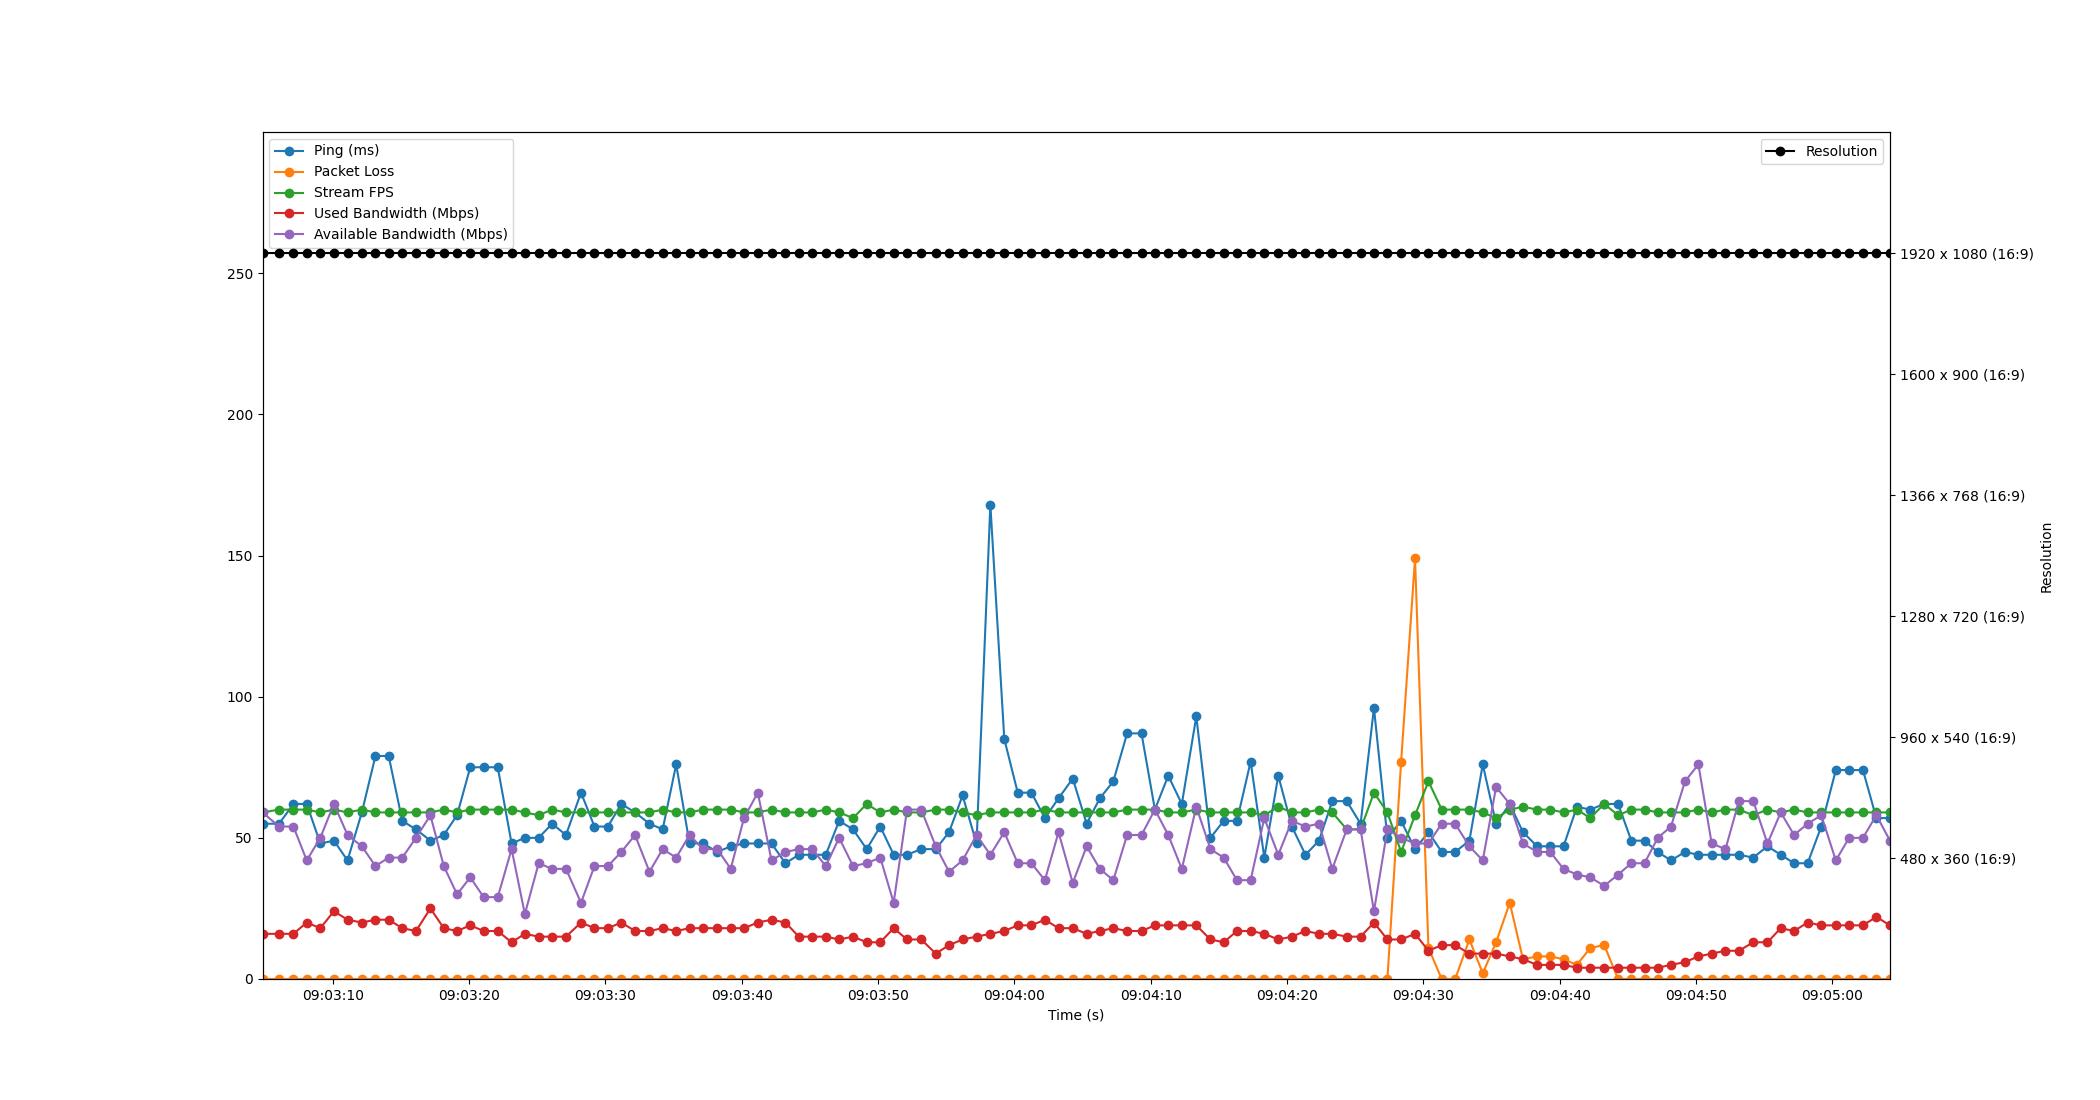 Ping (ms)
Packet Loss
Stream FPS
Used Bandwidth (Mbps)
Available Bandwidth (Mbps)
Resolution
250
200
150
100
50
0
1920 x 1080 (16:9)
1600 x 900 (16:9)
1366 x 768 (16:9)
1280 x 720 (16:9)
960 x 540 (16:9)
480 x 360 (16:9)
Resolution
09:03:10 09:03:20 09:03:30 09:03:40 09:03:50 09:04:00 09:04:10 09:04:20 09:04:30 09:04:40 09:04:50 09:05:00
Time (s)